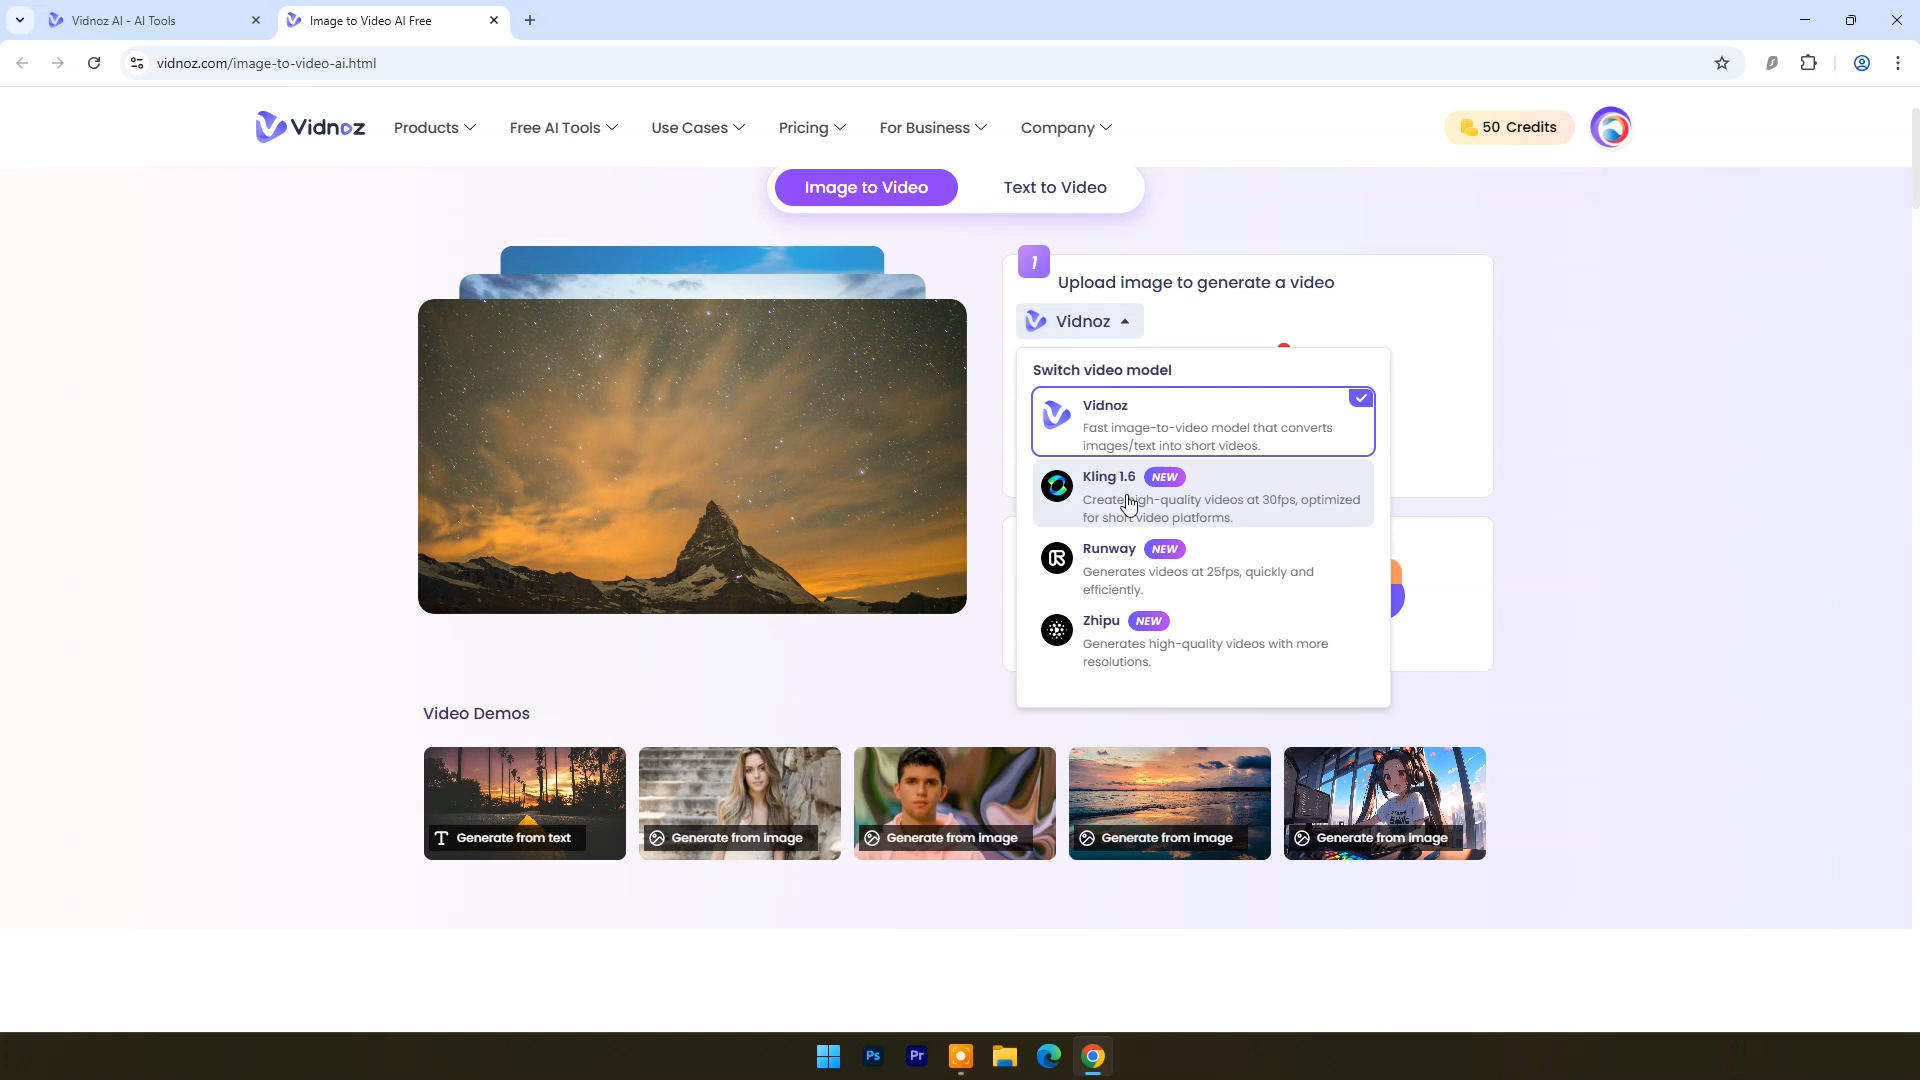 Vidnoz AI - AI Tools
Image to Video AI Free
vidnoz.com/image-to-video-ai.html
Vidnoz
Products
Free AI Tools
Use Cases
Pricing
For Business
Company
50 Credits
Image to Video
Text to Video
1
Upload image to generate a video
Vidnoz
Switch video model
Vidnoz
Fast image-to-video model that converts
images/text into short videos.
Kling 1.6 NEW
Create high-quality videos at 30fps, optimized
for short video platforms.
Runway NEW
Generates videos at 25fps, quickly and
efficiently.
Zhipu NEW
Generates high-quality videos with more
resolutions.
Video Demos
T Generate from text
Generate from image
Generate from image
Generate from image
Generate from image
Ps
Pr